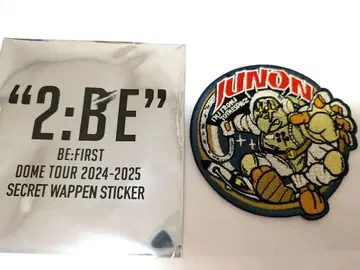 “2:BE”
BE:FIRST
DOME TOUR 2024-2025
SECRET WAPPEN STICKER
JUNON